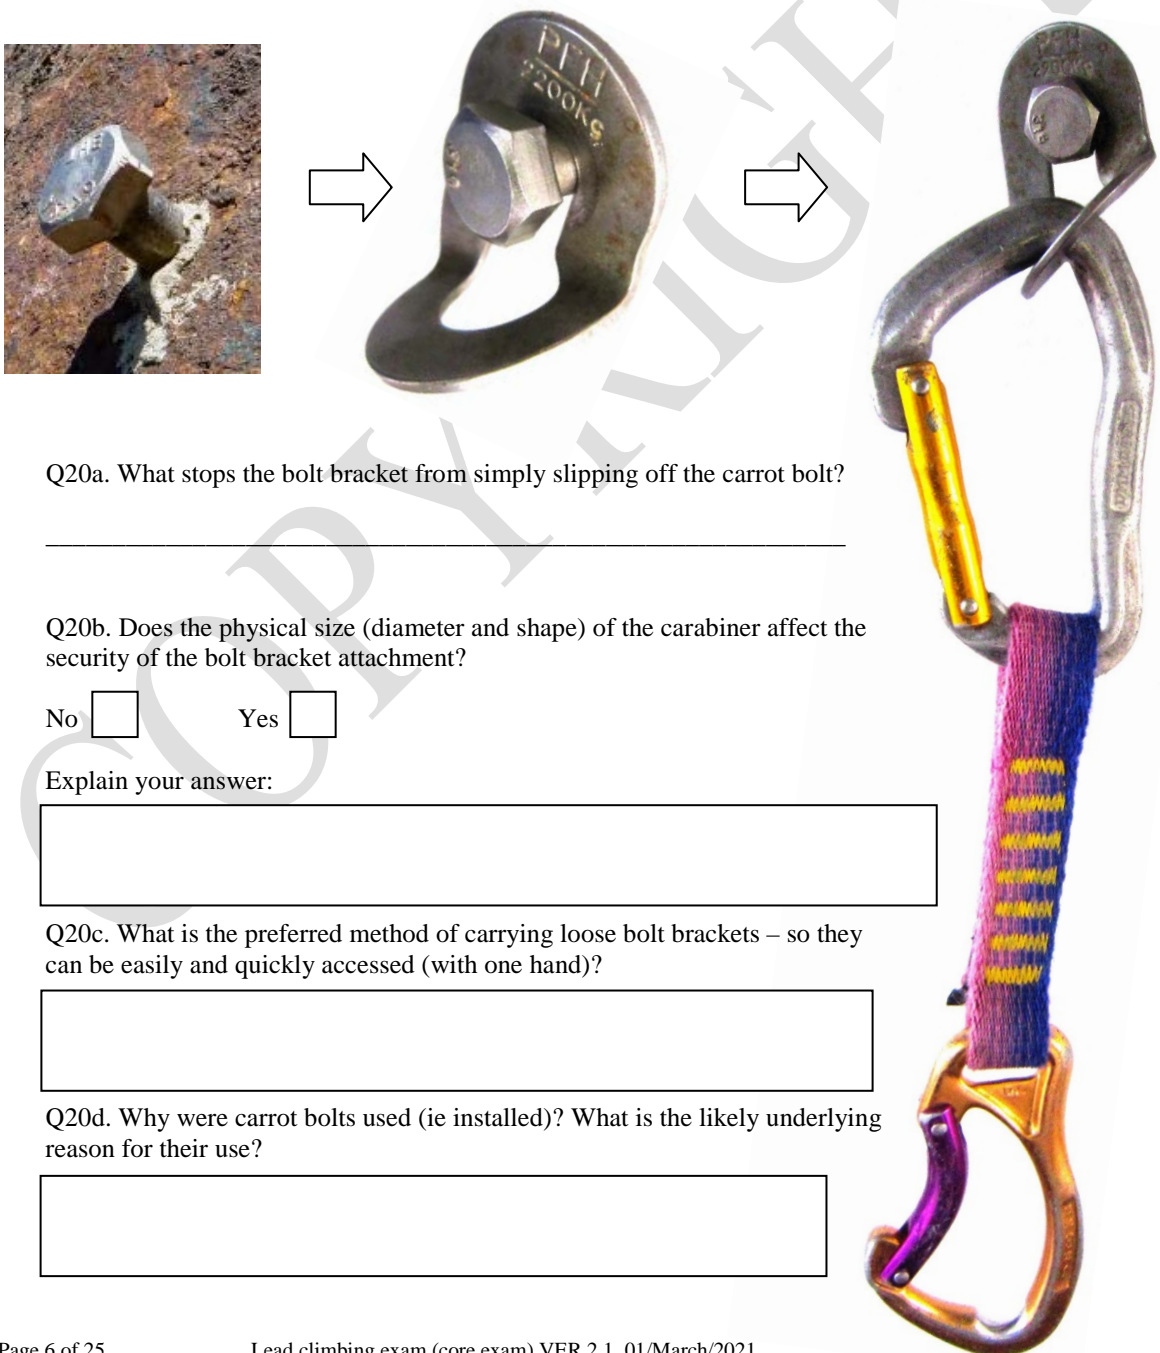 PFH
2200KG
PFH
2200KG
316
Q20a. What stops the bolt bracket from simply slipping off the carrot bolt?
Q20b. Does the physical size (diameter and shape) of the carabiner affect the
security of the bolt bracket attachment?
No Yes
Explain your answer:
Q20c. What is the preferred method of carrying loose bolt brackets – so they
can be easily and quickly accessed (with one hand)?
Q20d. Why were carrot bolts used (ie installed)? What is the likely underlying
reason for their use?
Page 6 of 25 Lead climbing exam (core exam) VER 2.1 01/March/2021